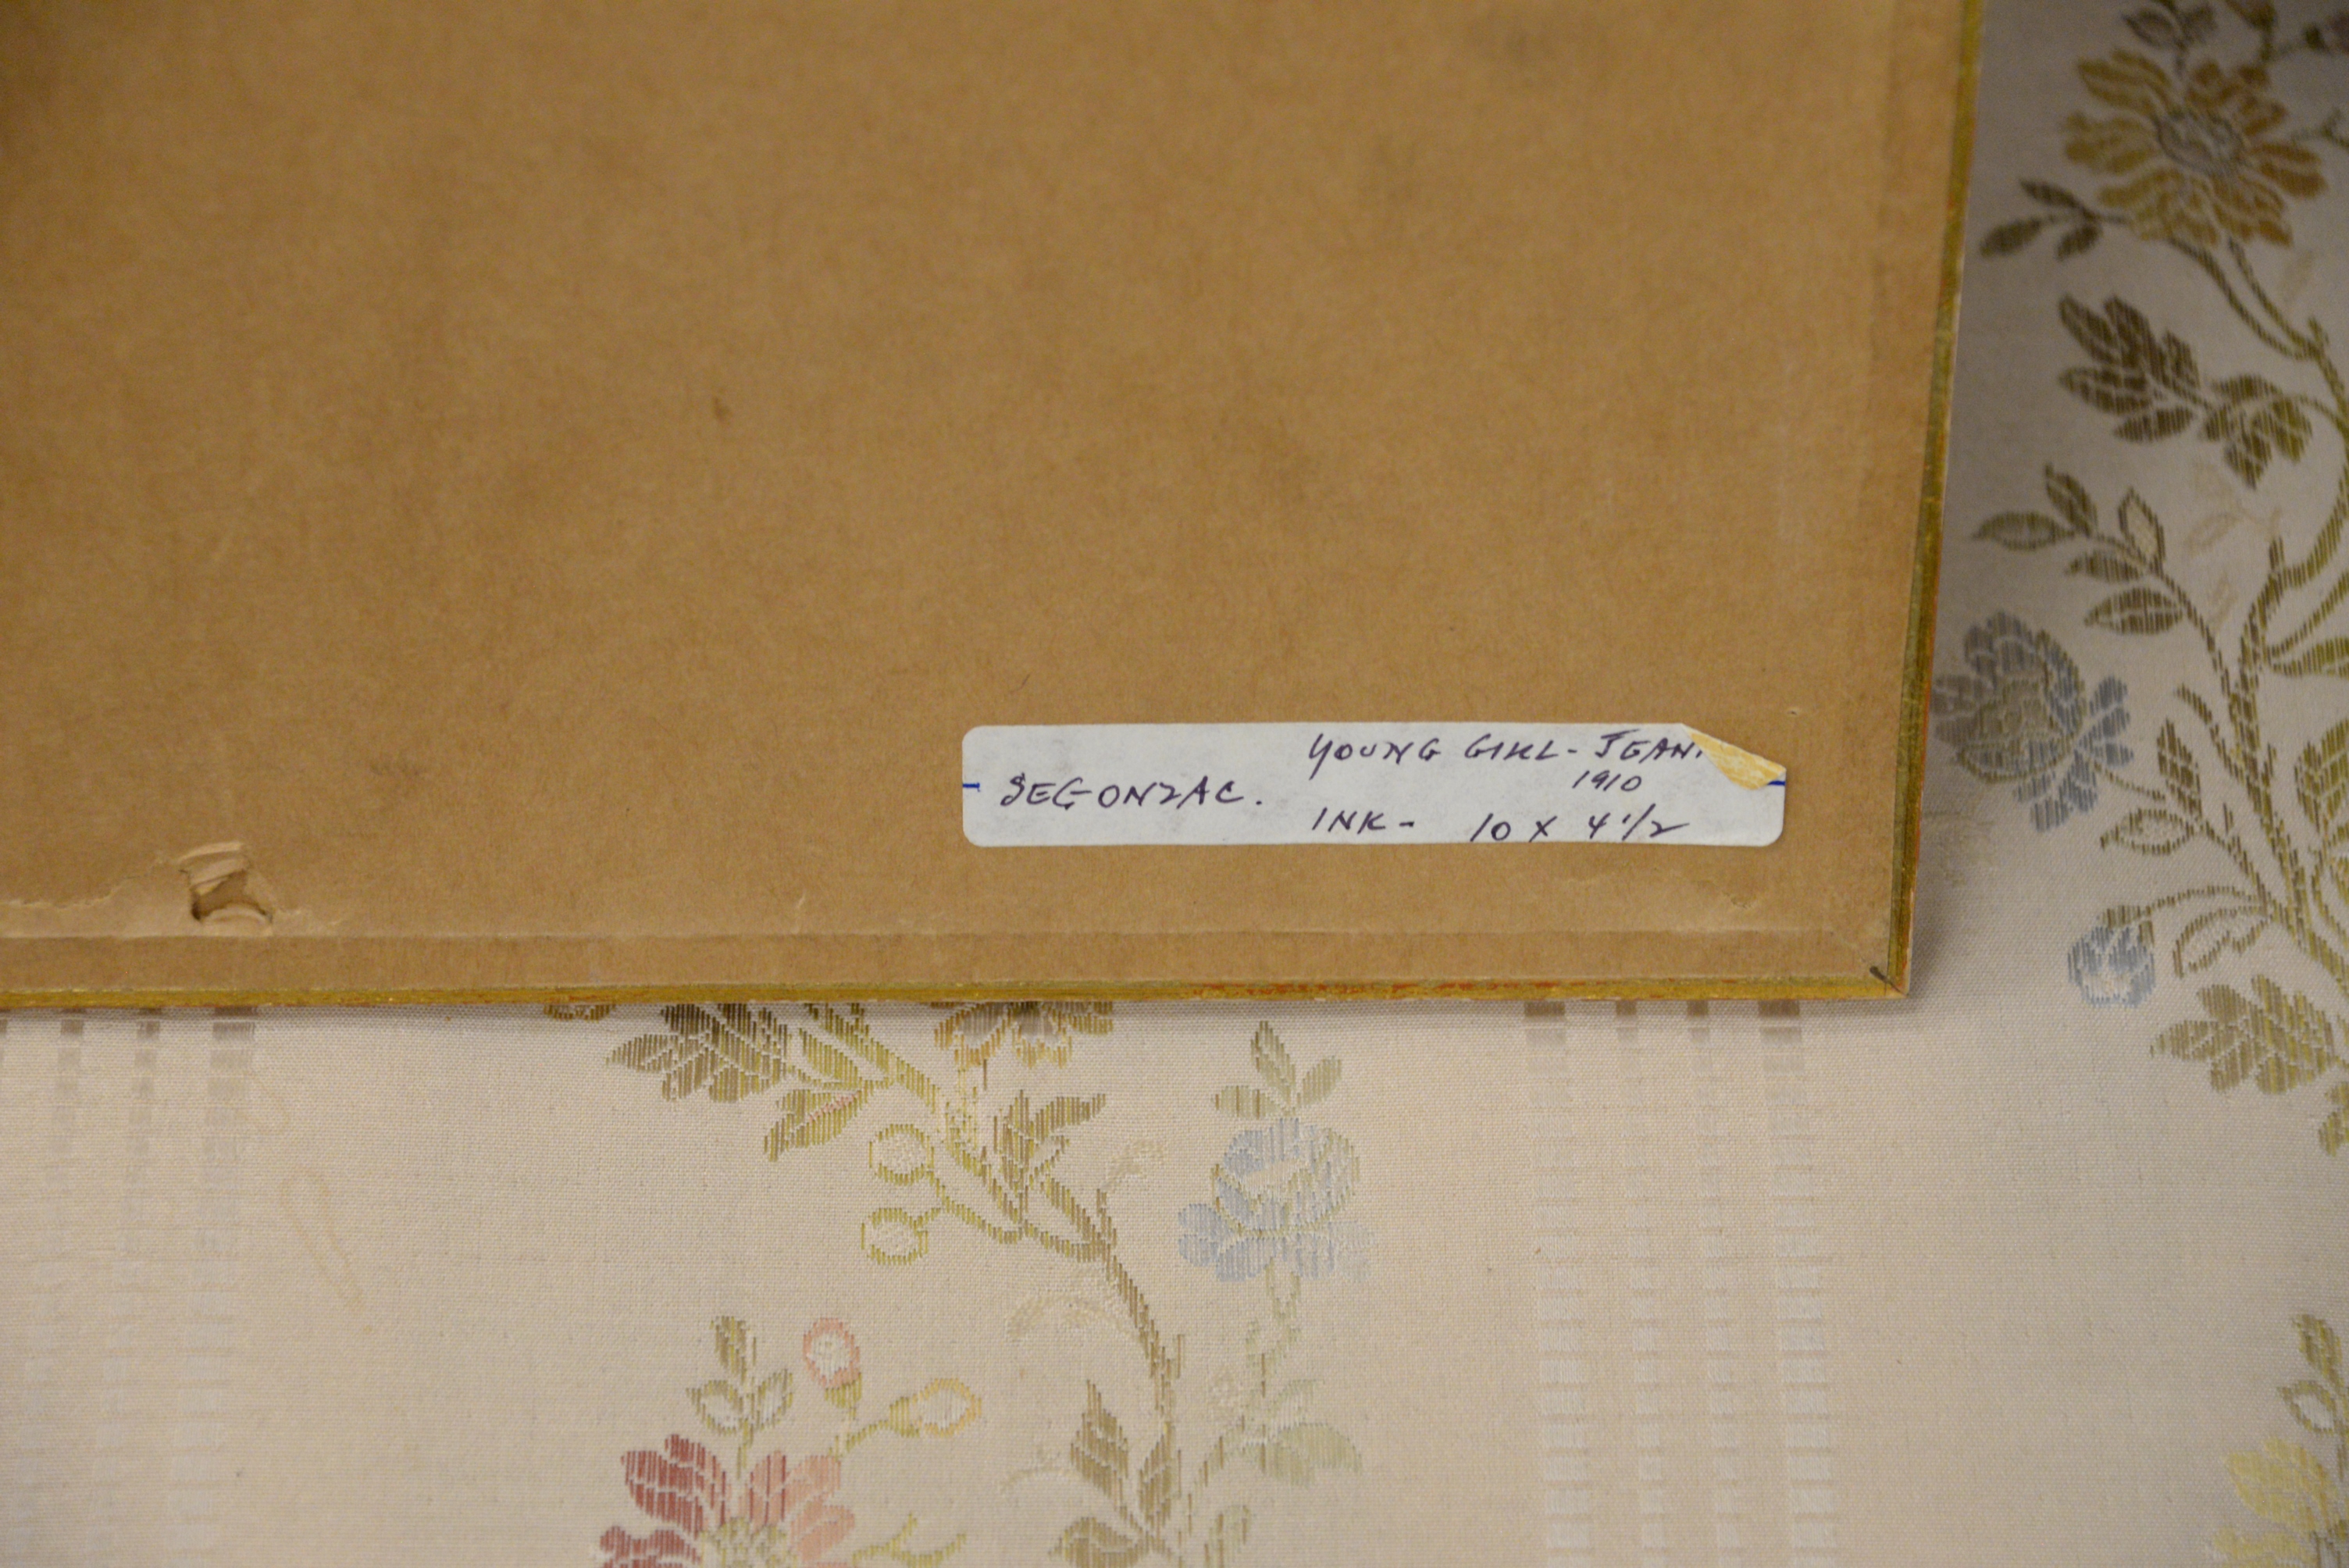 YOUNG GIRL - JEAN
SEGONZAC.
1910
INK - 10 X 4 1/2